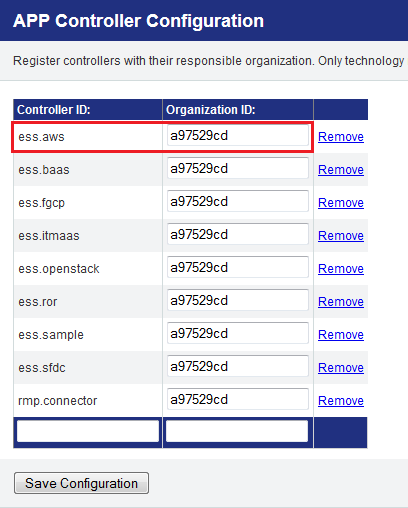 APP Controller Configuration
Register controllers with their responsible organization. Only technology
Controller ID: Organization ID:
ess.aws a97529cd Remove
ess.baas a97529cd Remove
ess.fgcp a97529cd Remove
ess.itmaas a97529cd Remove
ess.openstack a97529cd Remove
ess.ror a97529cd Remove
ess.sample a97529cd Remove
ess.sfdc a97529cd Remove
rmp.connector a97529cd Remove
Save Configuration